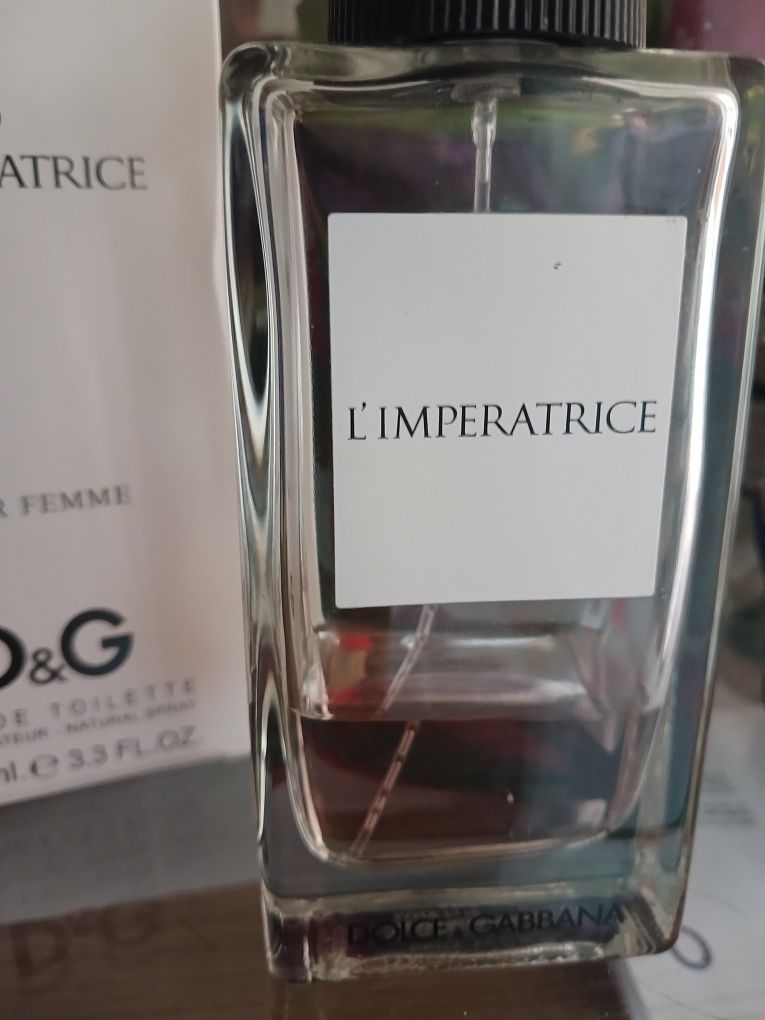 ATRICE
R FEMME
D&G
DE TOILETTE
ATEUR - NATURAL SPRAY
ml. e 3.3 FL.OZ.
L'IMPERATRICE
DOLCE & GABBANA